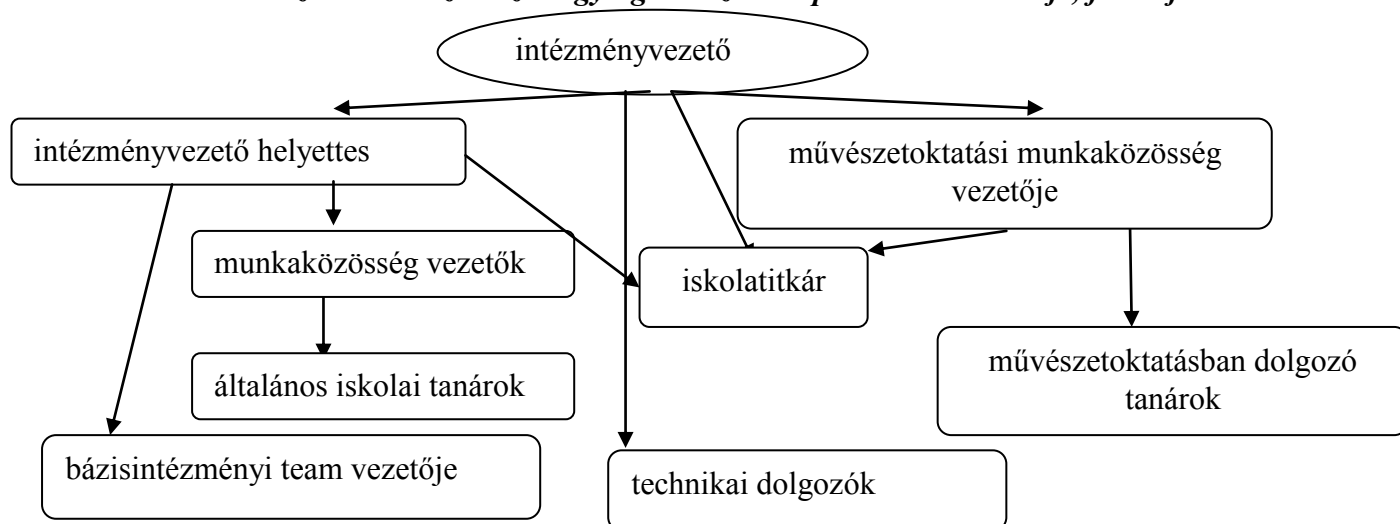 intézményvezető
intézményvezető helyettes
művészetoktatási munkaközösség
vezetője
munkaközösség vezetők
iskolatitkár
művészetoktatásban dolgozó
tanárok
általános iskolai tanárok
bázisintézményi team vezetője
technikai dolgozók